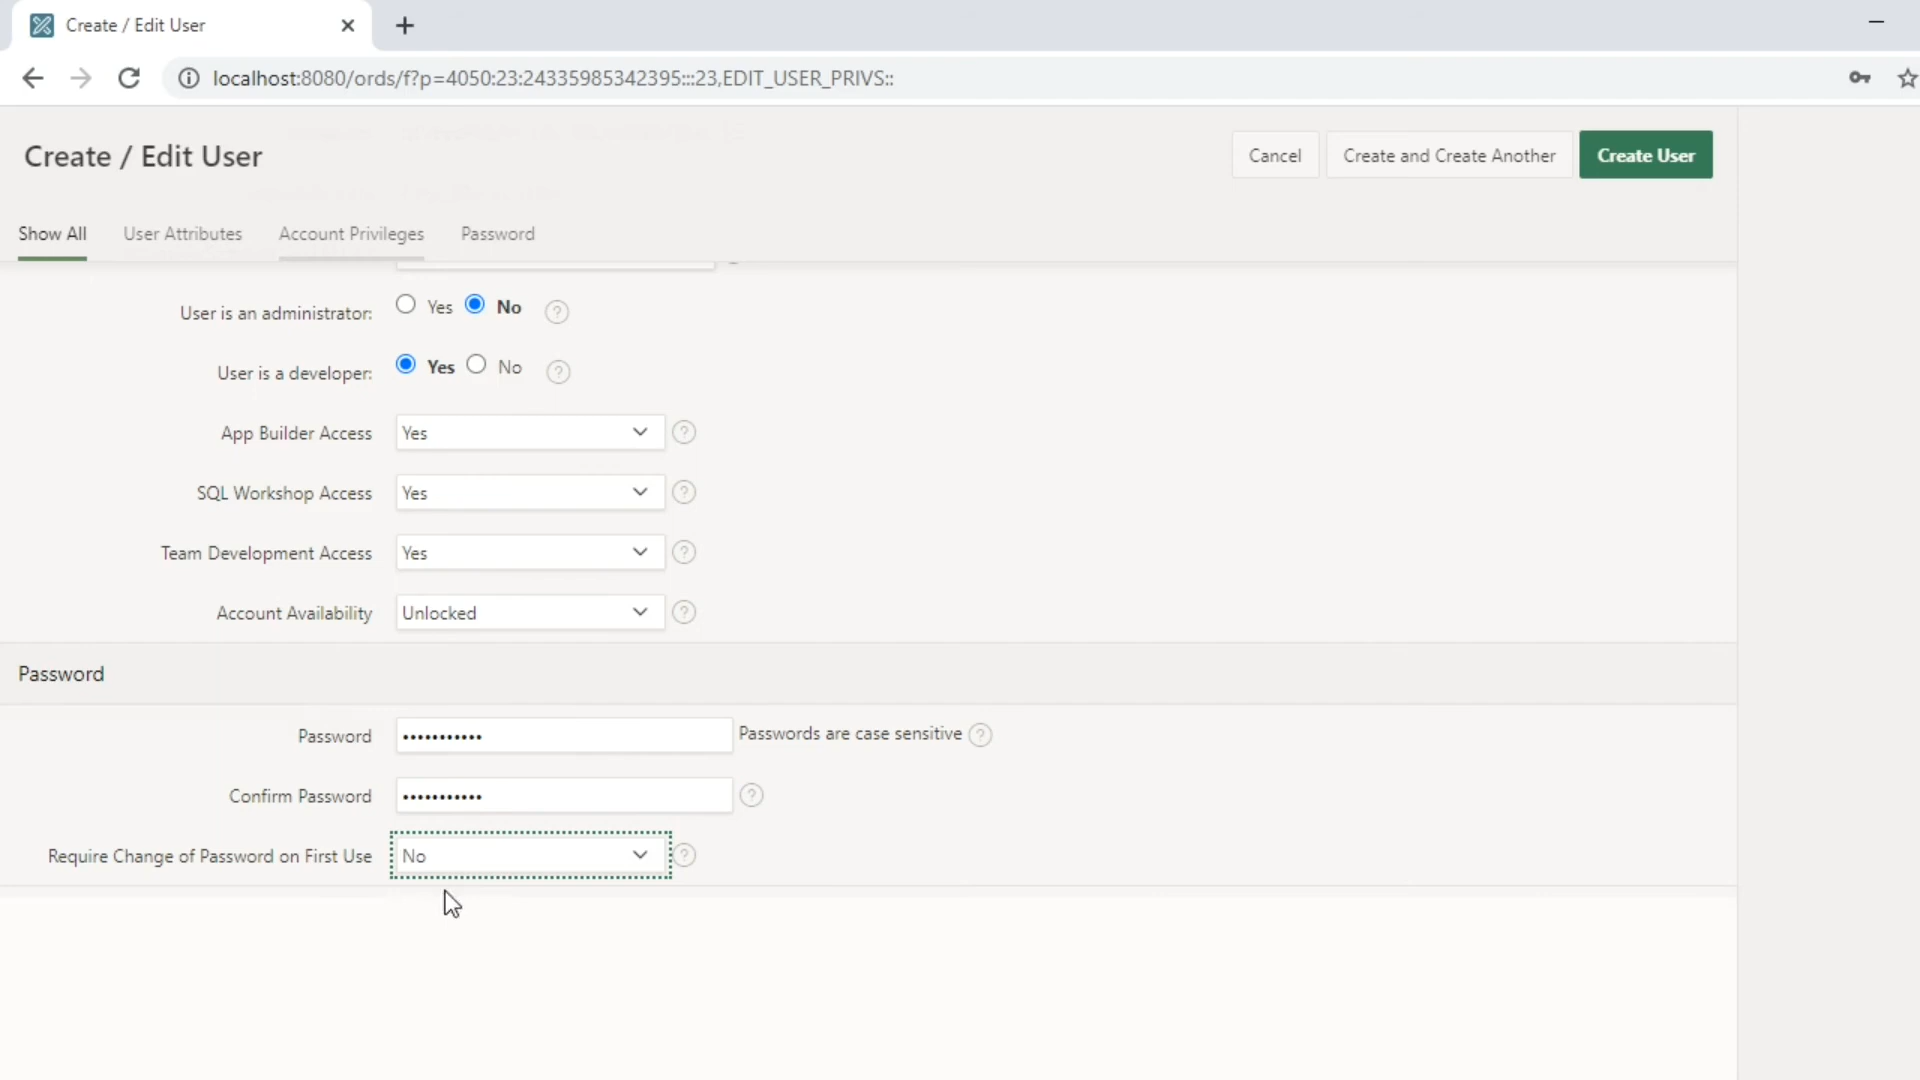 Create / Edit User
localhost:8080/ords/f?p=4050:23:24335985342395:::23,EDIT_USER_PRIVS::
Create / Edit User
Cancel
Create and Create Another
Create User
Show All
User Attributes
Account Privileges
Password
User is an administrator: Yes No ?
User is a developer: Yes No ?
App Builder Access Yes ?
SQL Workshop Access Yes ?
Team Development Access Yes ?
Account Availability Unlocked ?
Password
Password ••••••••••• Passwords are case sensitive ?
Confirm Password ••••••••••• ?
Require Change of Password on First Use No ?